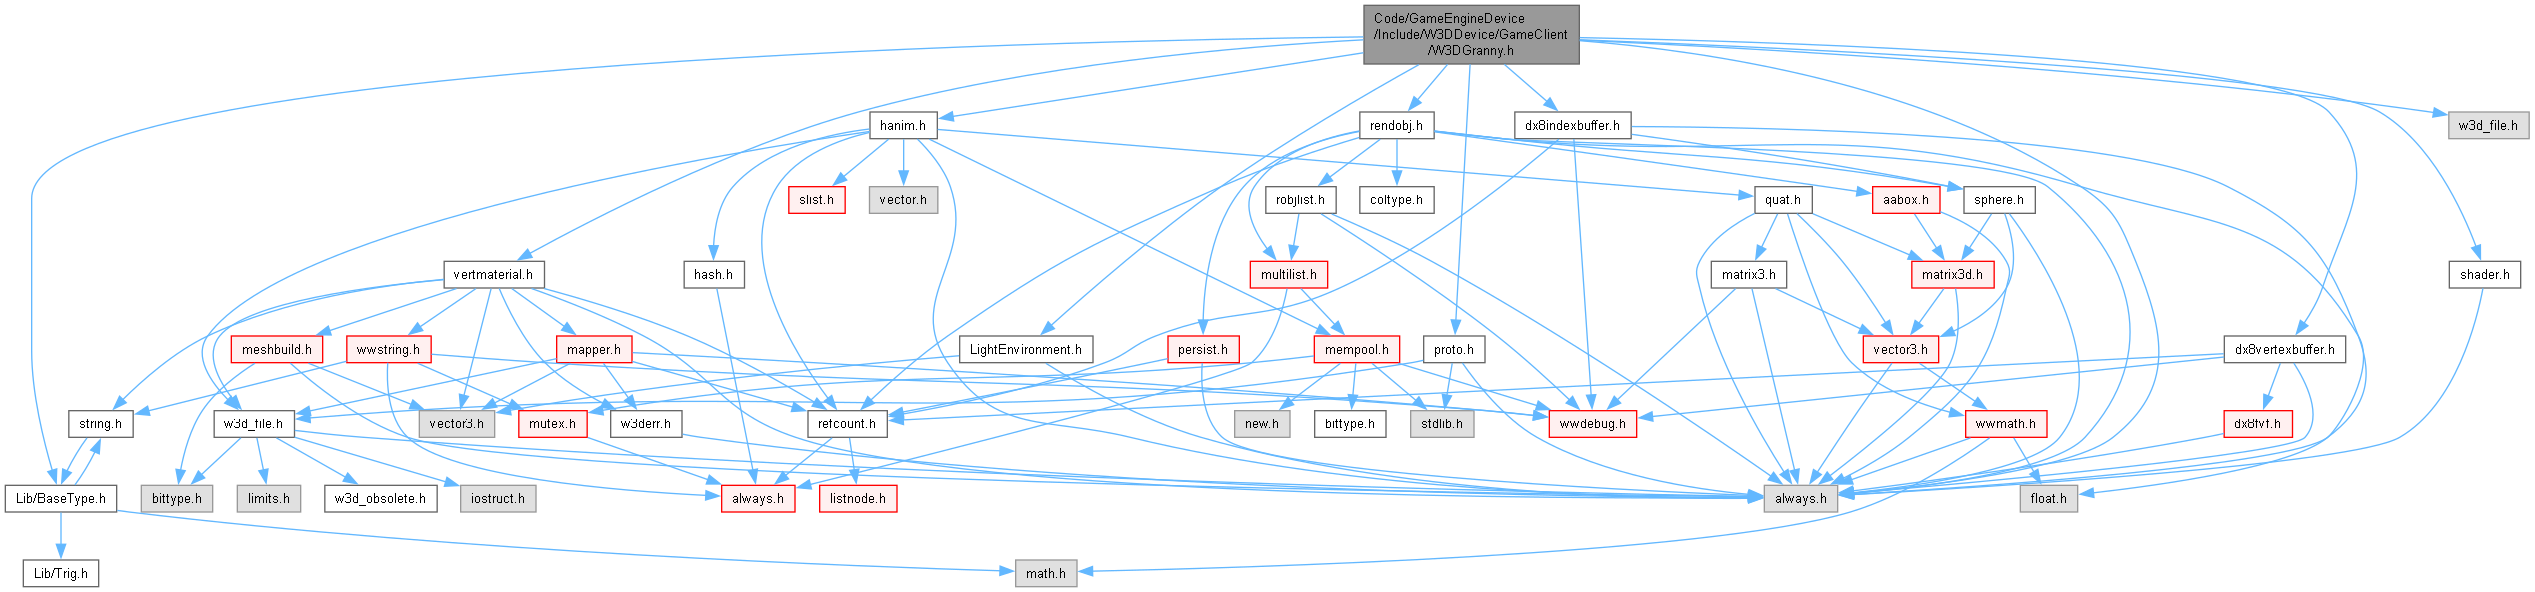 Code/GameEngineDevice
/Include/W3DDevice/GameClient
/W3DGranny.h
hanim.h
rendobj.h
dx8indexbuffer.h
w3d_file.h
slist.h
vector.h
robjlist.h
coltype.h
quat.h
aabox.h
sphere.h
vertmaterial.h
hash.h
multilist.h
matrix3.h
matrix3d.h
shader.h
meshbuild.h
wwstring.h
mapper.h
LightEnvironment.h
persist.h
mempool.h
proto.h
vector3.h
dx8vertexbuffer.h
string.h
w3d_file.h
vector3.h
mutex.h
w3derr.h
refcount.h
new.h
bittype.h
stdlib.h
wwdebug.h
wwmath.h
dx8fvf.h
Lib/BaseType.h
bittype.h
limits.h
w3d_obsolete.h
iostruct.h
always.h
listnode.h
always.h
float.h
Lib/Trig.h
math.h